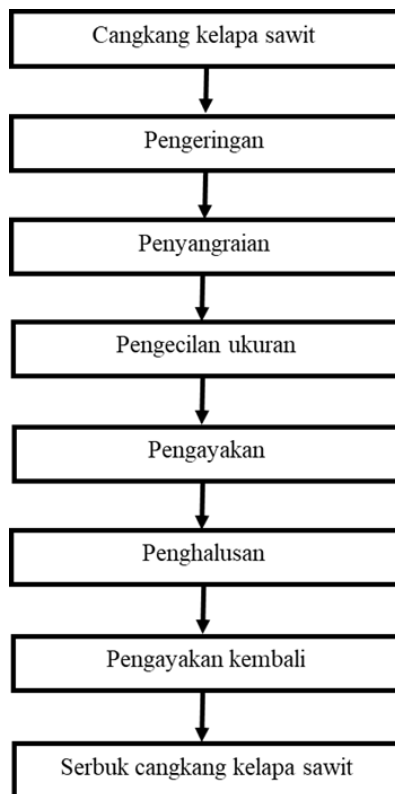 Cangkang kelapa sawit
Pengeringan
Penyangraian
Pengecilan ukuran
Pengayakan
Penghalusan
Pengayakan kembali
Serbuk cangkang kelapa sawit